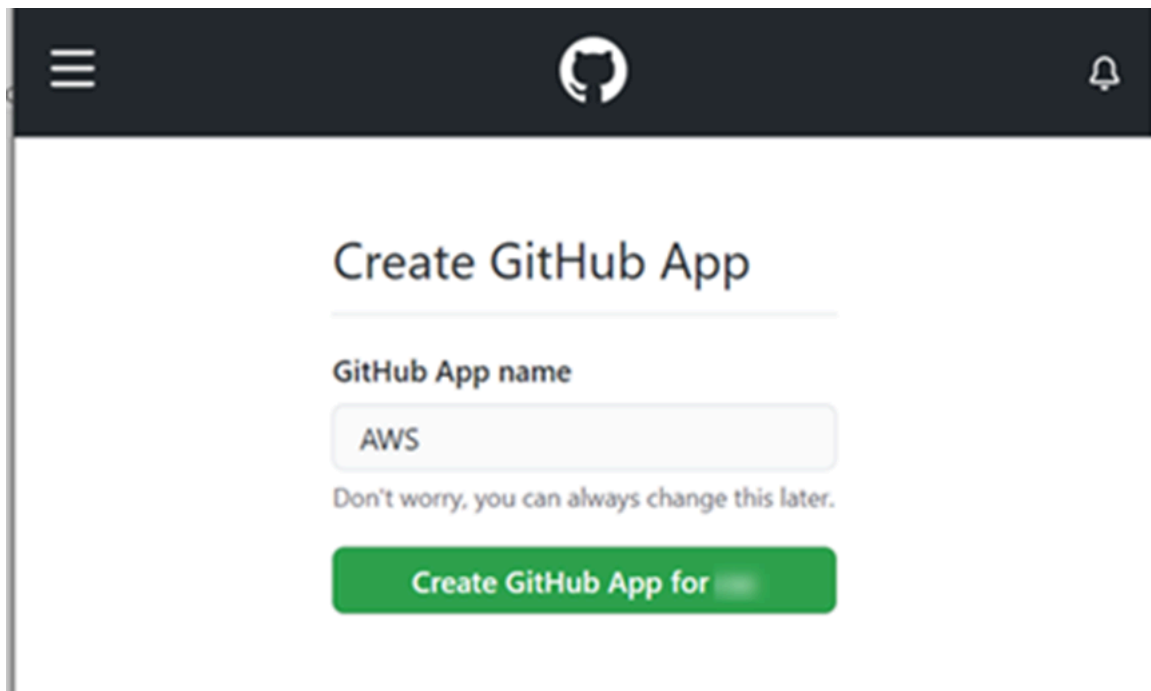 Create GitHub App
GitHub App name
AWS
Don't worry, you can always change this later.
Create GitHub App for